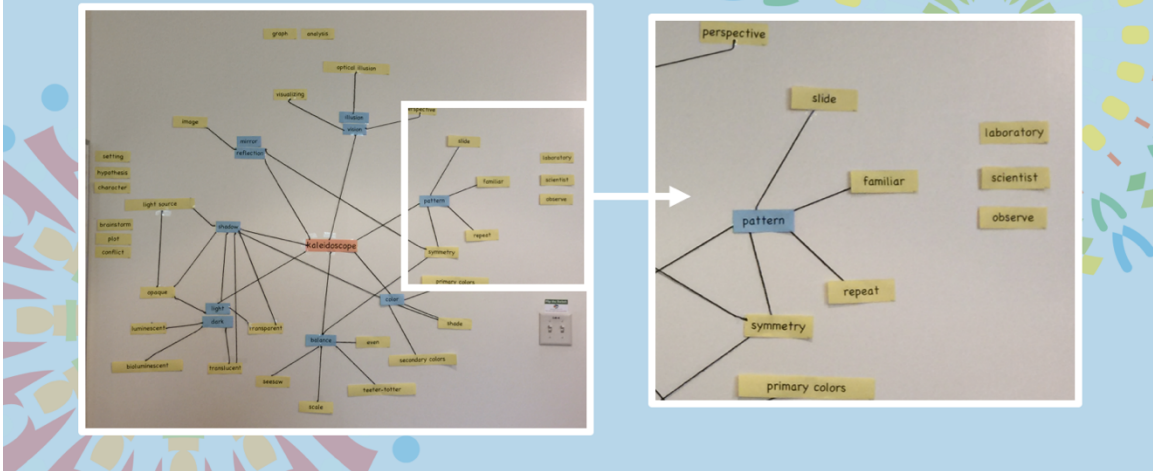 graph
analysis
optical illusion
visualizing
illusion
vision
perspective
image
mirror
reflection
slide
setting
hypothesis
character
laboratory
familiar
scientist
light source
pattern
observe
brainstorm
shadow
plot
repeat
conflict
kaleidoscope
symmetry
primary colors
opaque
color
light
dark
luminescent
transparent
shade
balance
even
secondary colors
bioluminescent
translucent
seesaw
teeter-totter
scale
perspective
slide
laboratory
familiar
scientist
pattern
observe
repeat
symmetry
primary colors